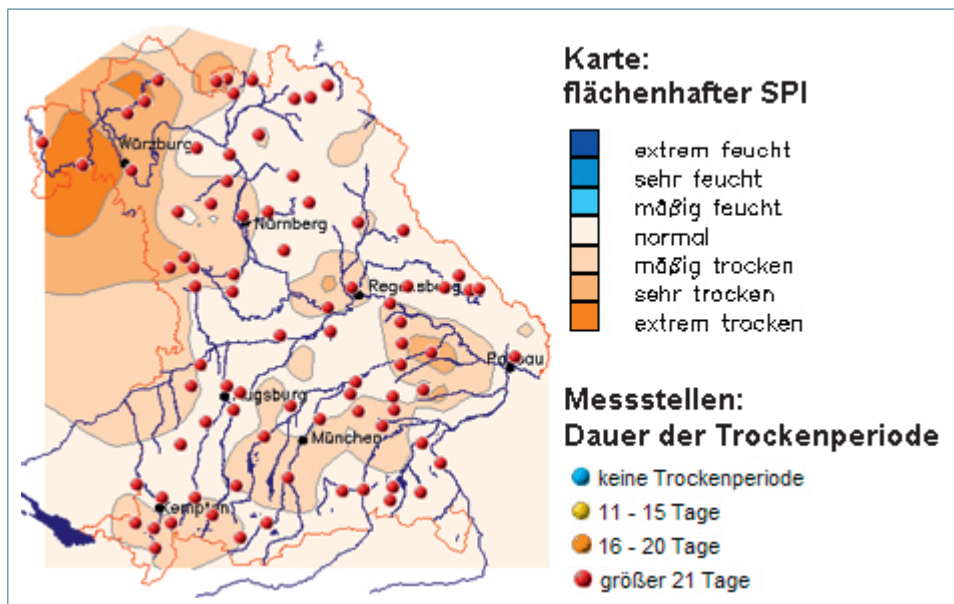 Karte:
flächenhafter SPI
extrem feucht
sehr feucht
mäßig feucht
normal
mäßig trocken
sehr trocken
extrem trocken
Messstellen:
Dauer der Trockenperiode
keine Trockenperiode
11 - 15 Tage
16 - 20 Tage
größer 21 Tage
Würzburg
Nürnberg
Regensburg
Passau
Augsburg
München
Kempten